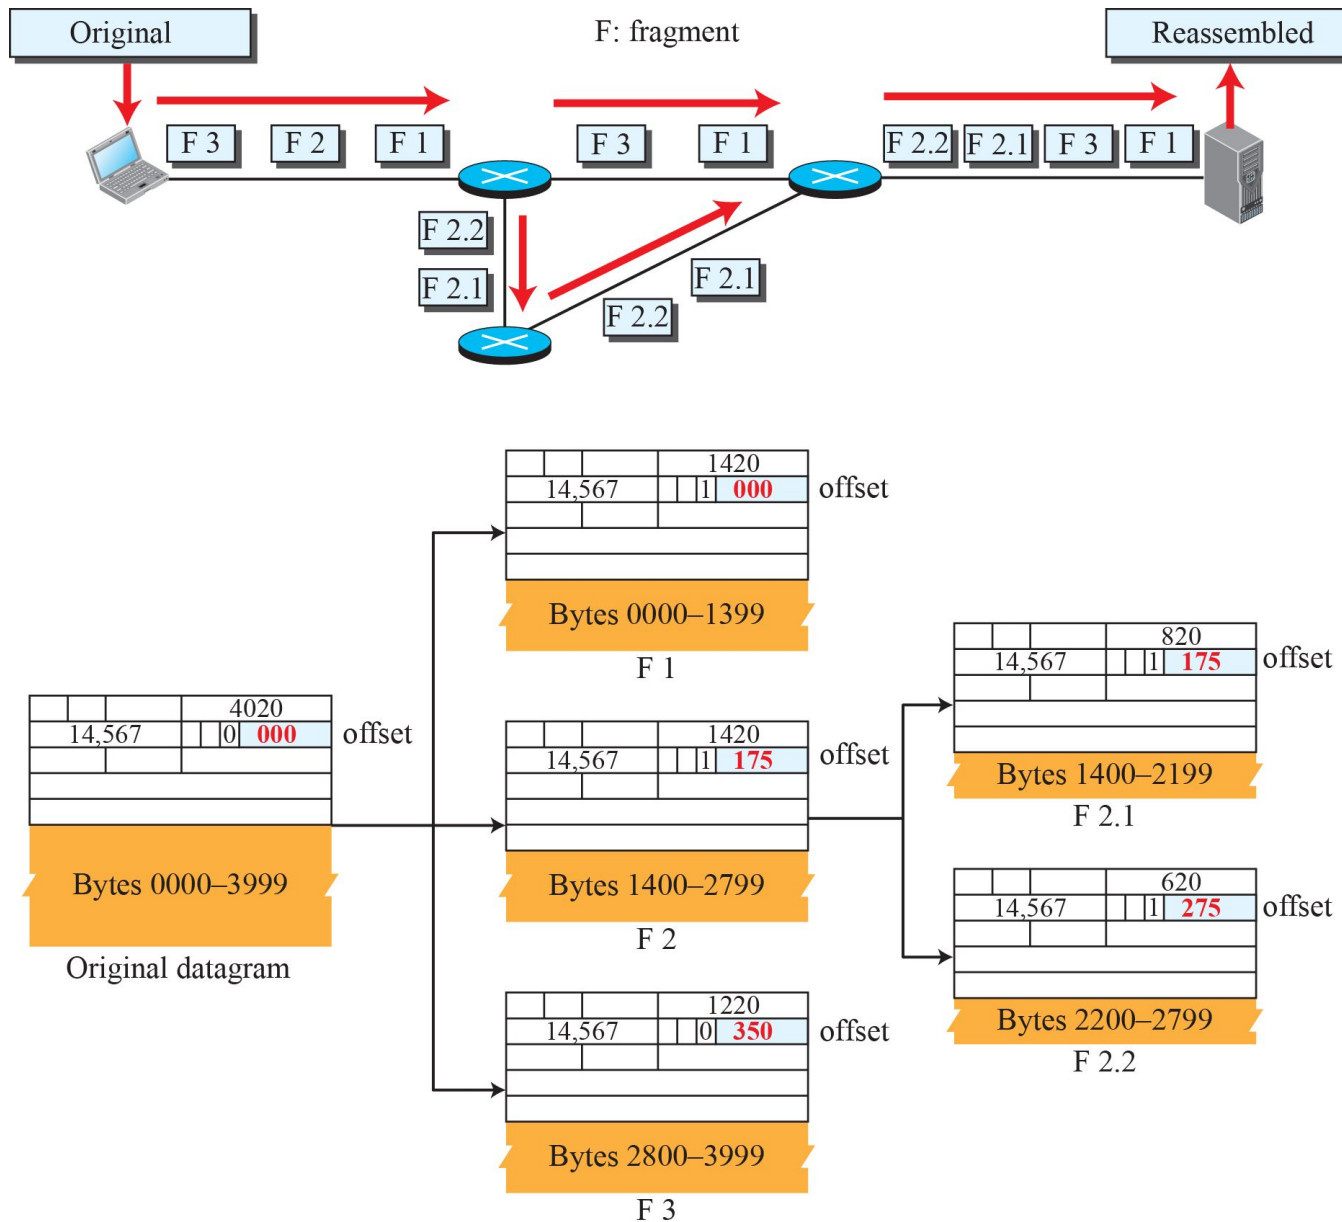 Original F: fragment Reassembled
F 3 F 2 F 1 F 3 F 1 F 2.2 F 2.1 F 3 F 1
F 2.2
F 2.1
F 2.1
F 2.2
1420
14,567 1 000 offset
Bytes 0000–1399
F 1
820
14,567 1 175 offset
Bytes 1400–2199
F 2.1
4020
14,567 0 000 offset
Bytes 0000–3999
Original datagram
1420
14,567 1 175 offset
Bytes 1400–2799
F 2
620
14,567 1 275 offset
Bytes 2200–2799
F 2.2
1220
14,567 0 350 offset
Bytes 2800–3999
F 3